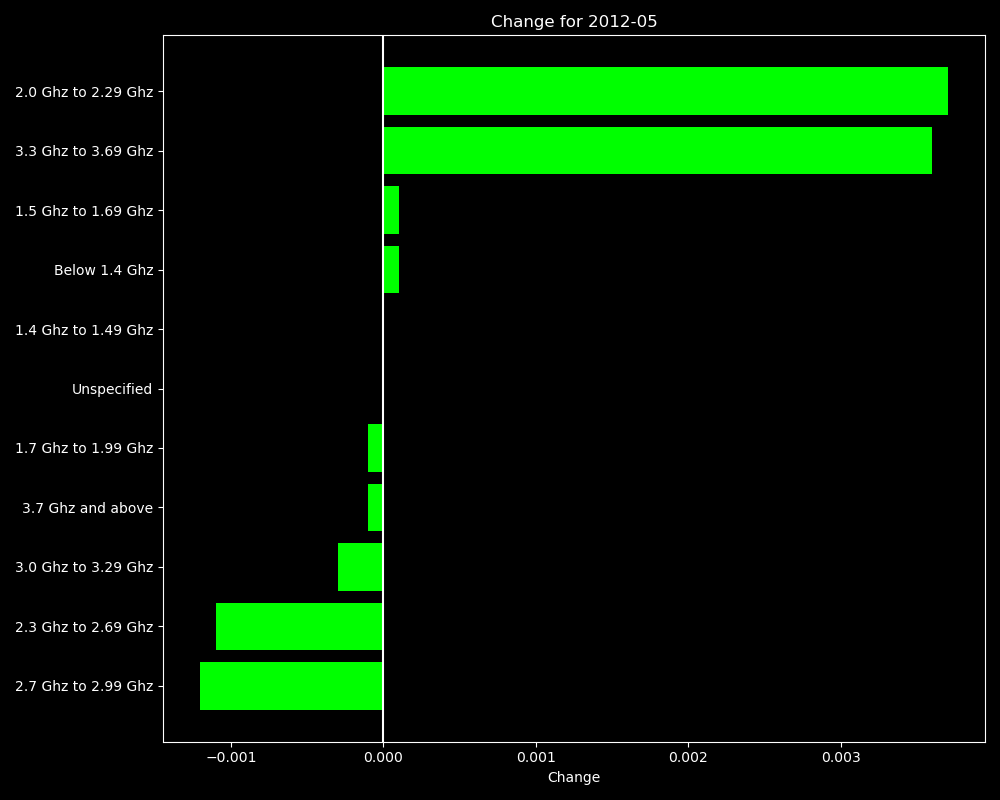 Change for 2012-05
2.0 Ghz to 2.29 Ghz
3.3 Ghz to 3.69 Ghz
1.5 Ghz to 1.69 Ghz
Below 1.4 Ghz
1.4 Ghz to 1.49 Ghz
Unspecified
1.7 Ghz to 1.99 Ghz
3.7 Ghz and above
3.0 Ghz to 3.29 Ghz
2.3 Ghz to 2.69 Ghz
2.7 Ghz to 2.99 Ghz
−0.001 0.000 0.001 0.002 0.003
Change